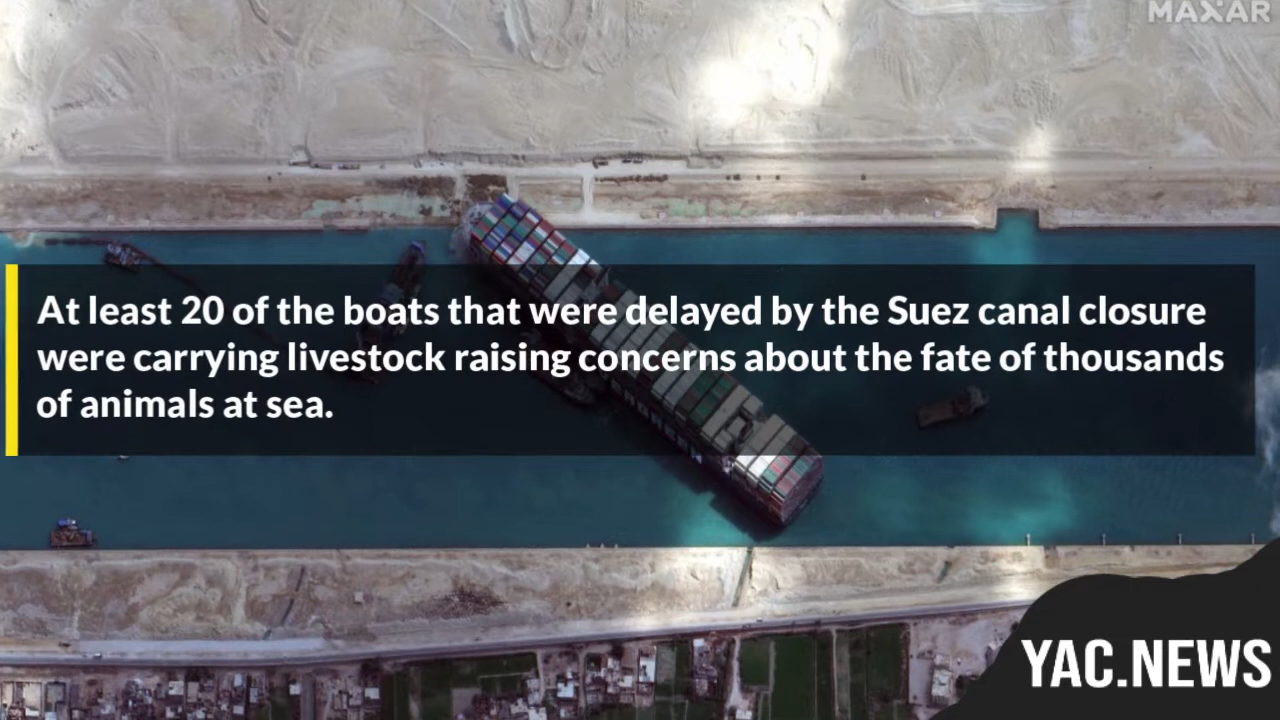 MAXAR
At least 20 of the boats that were delayed by the Suez canal closure
were carrying livestock raising concerns about the fate of thousands
of animals at sea.
YAC.NEWS